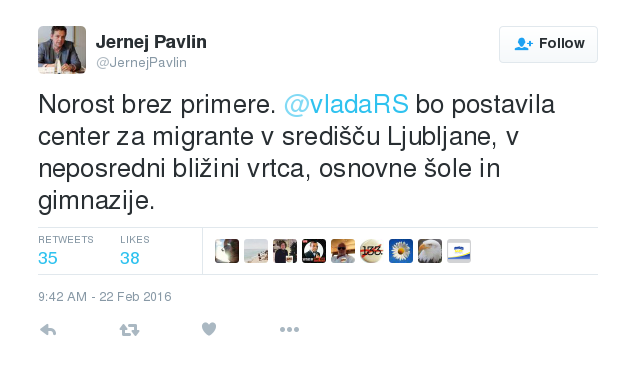 Jernej Pavlin
@JernejPavlin
Follow
Norost brez primere. @vladaRS bo postavila
center za migrante v središču Ljubljane, v
neposredni bližini vrtca, osnovne šole in
gimnazije.
RETWEETS LIKES
35 38
9:42 AM - 22 Feb 2016